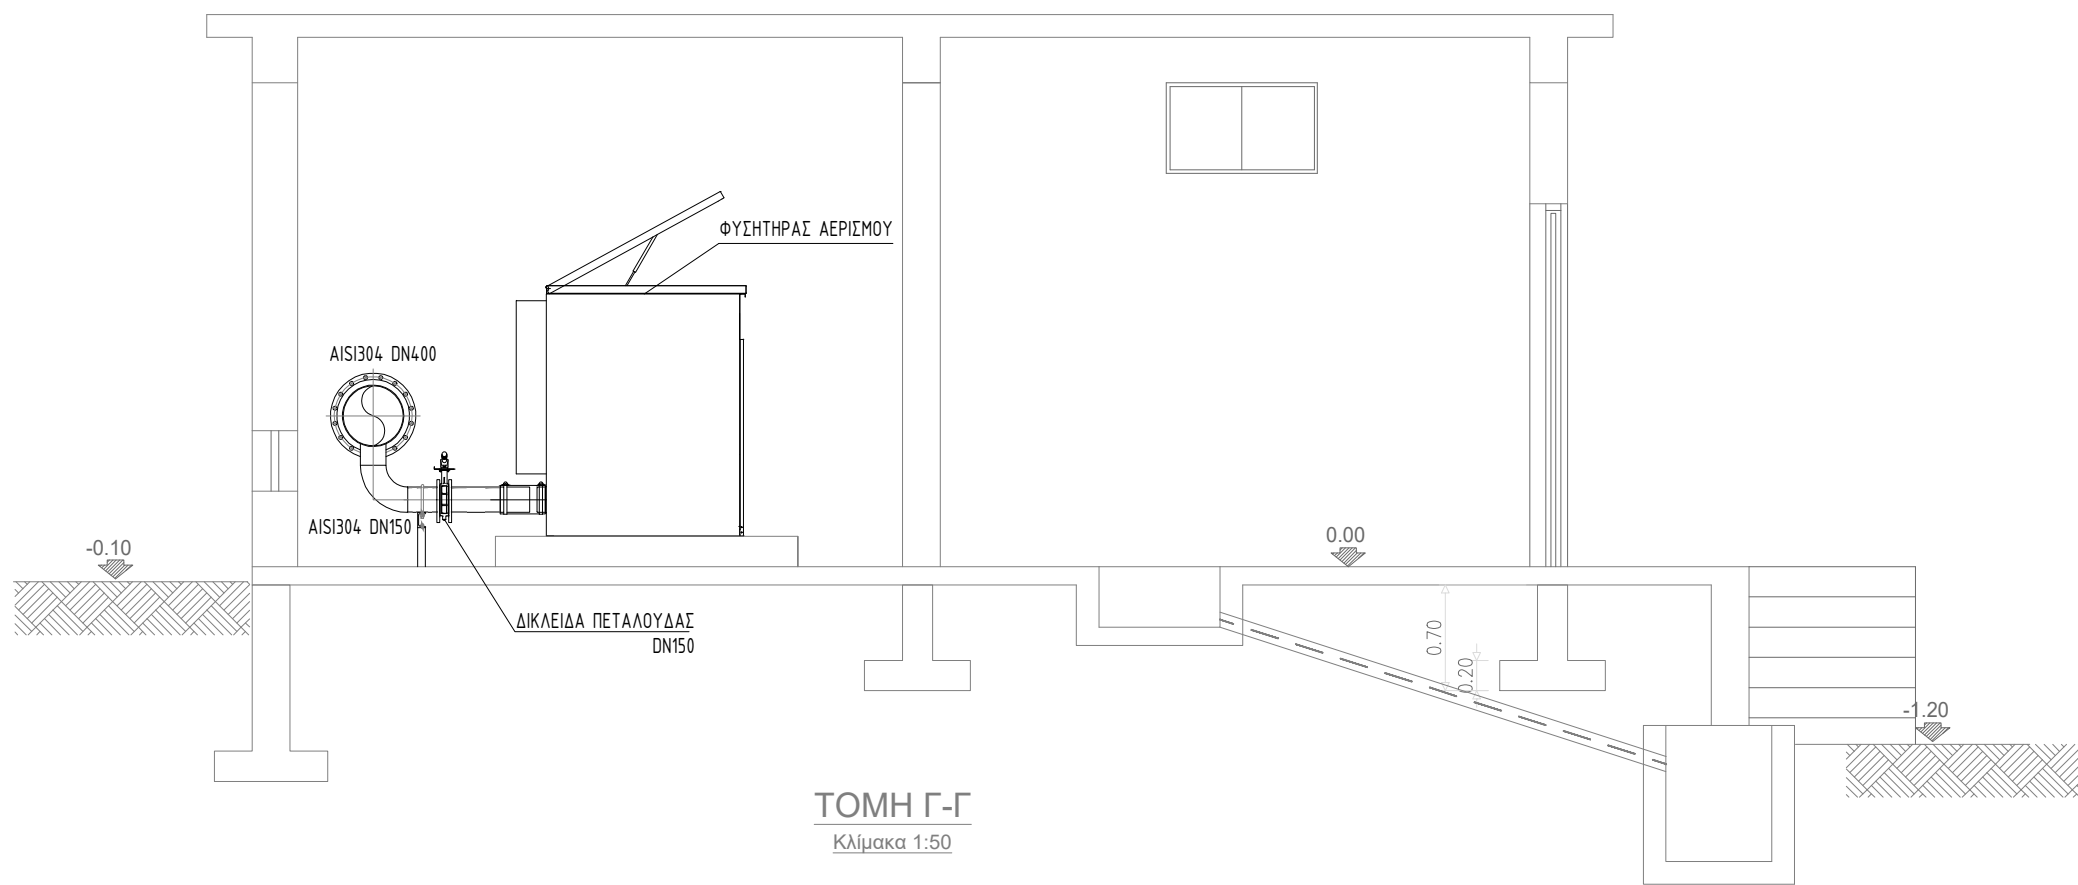 ΦΥΣΗΤΗΡΑΣ ΑΕΡΙΣΜΟΥ
AISI304 DN400
AISI304 DN150
-0.10
0.00
ΔΙΚΛΕΙΔΑ ΠΕΤΑΛΟΥΔΑΣ
DN150
0.70
0.20
-1.20
ΤΟΜΗ Γ-Γ
Κλίμακα 1:50